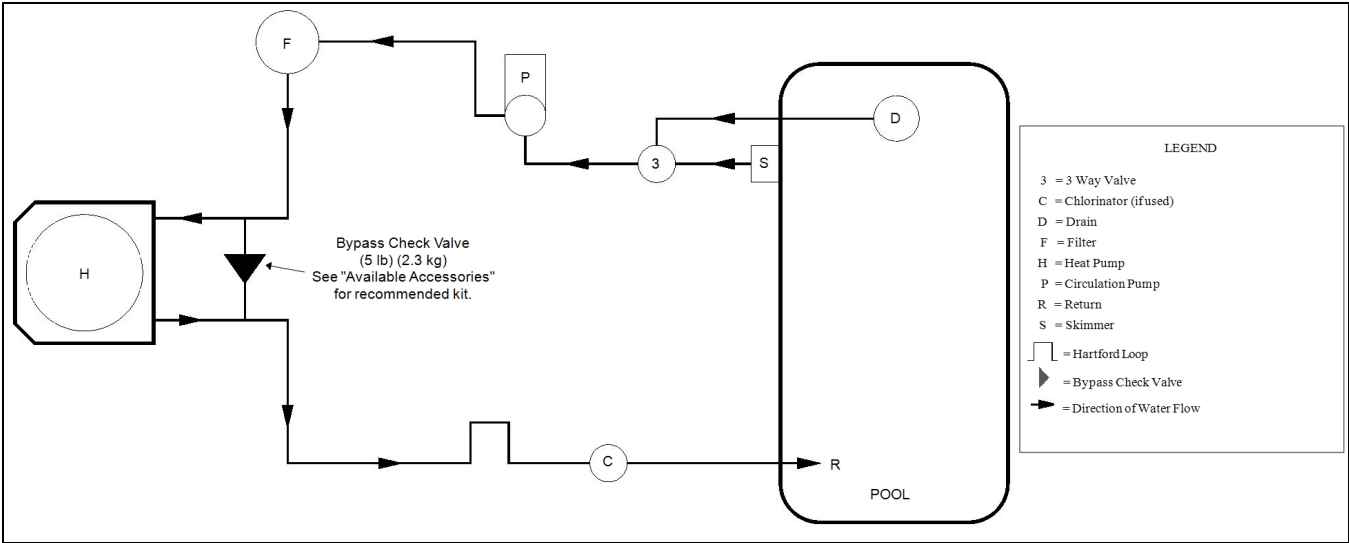 F
P
D
3
S
H
Bypass Check Valve
(5 lb) (2.3 kg)
See "Available Accessories"
for recommended kit.
C
R
POOL
LEGEND
3 = 3 Way Valve
C = Chlorinator (if used)
D = Drain
F = Filter
H = Heat Pump
P = Circulation Pump
R = Return
S = Skimmer
= Hartford Loop
= Bypass Check Valve
= Direction of Water Flow